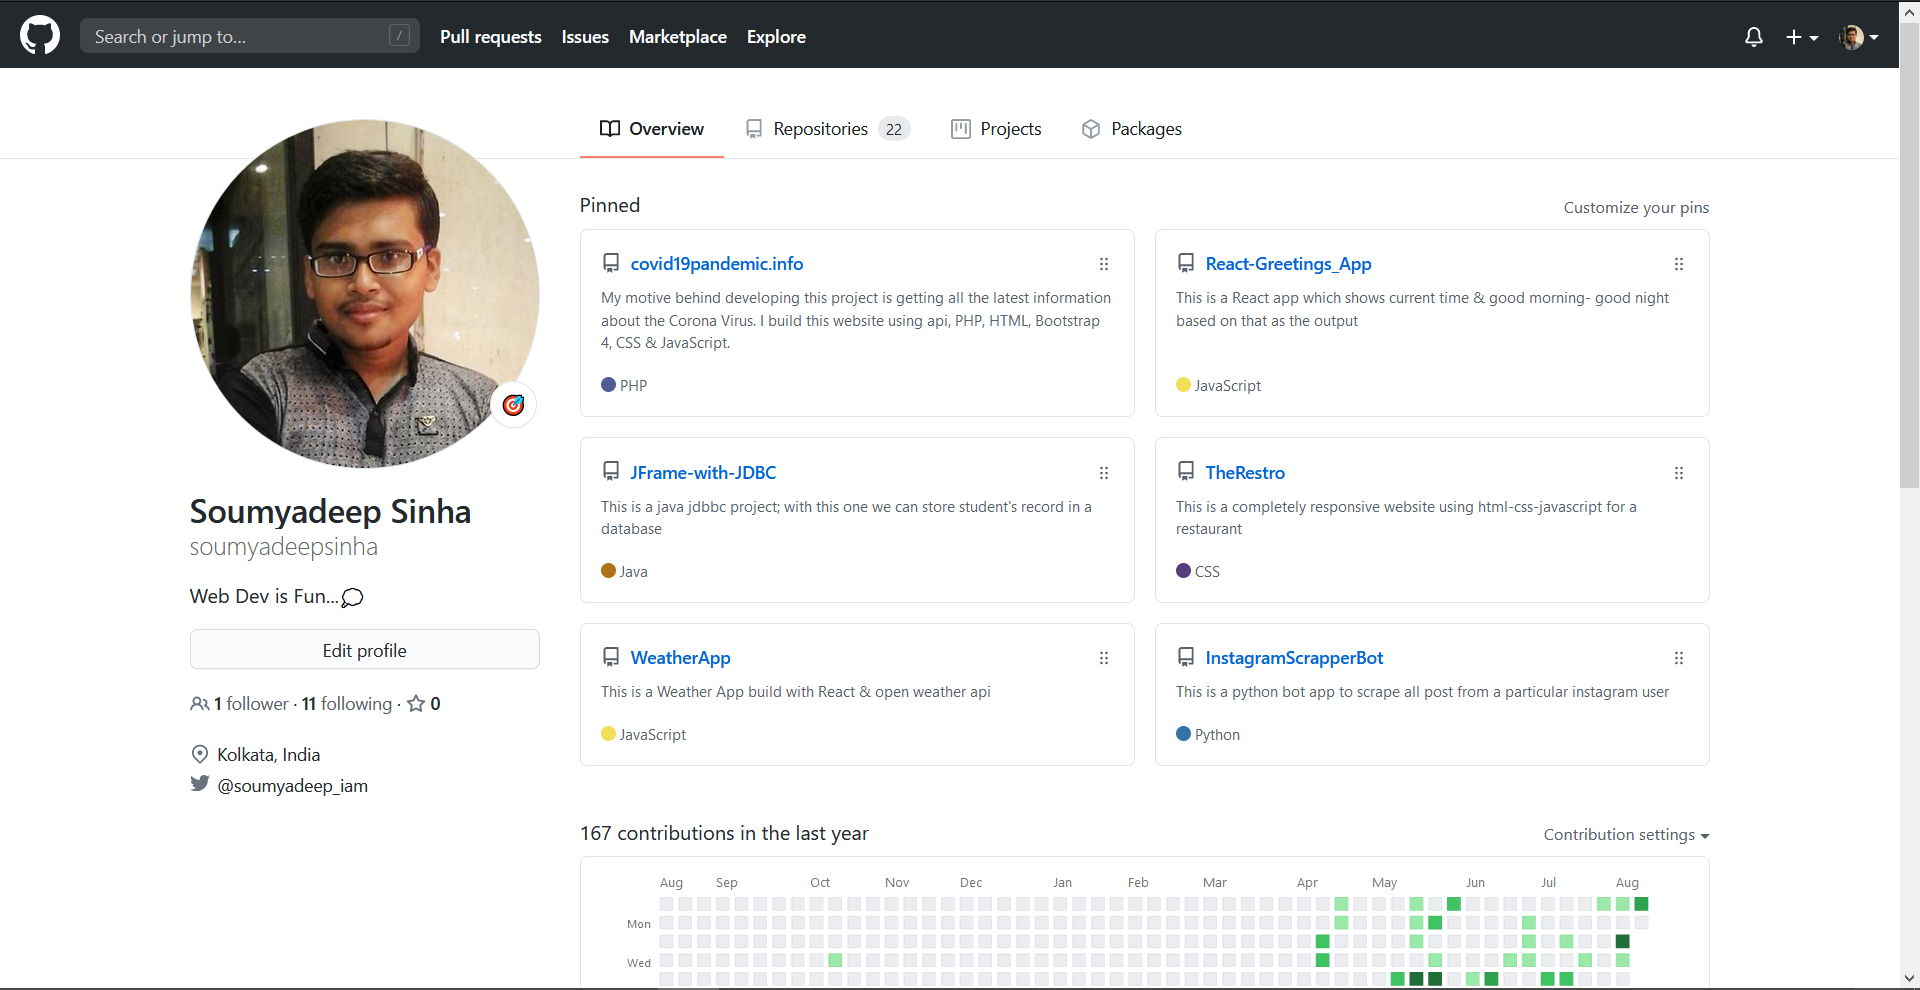 Search or jump to... /
Pull requests
Issues
Marketplace
Explore
Overview
Repositories 22
Projects
Packages
Soumyadeep Sinha
soumyadeepsinha
Web Dev is Fun...
Edit profile
1 follower · 11 following · 0
Kolkata, India
@soumyadeep_iam
Pinned
Customize your pins
covid19pandemic.info
My motive behind developing this project is getting all the latest information
about the Corona Virus. I build this website using api, PHP, HTML, Bootstrap
4, CSS & JavaScript.
PHP
React-Greetings_App
This is a React app which shows current time & good morning- good night
based on that as the output
JavaScript
JFrame-with-JDBC
This is a java jdbbc project; with this one we can store student's record in a
database
Java
TheRestro
This is a completely responsive website using html-css-javascript for a
restaurant
CSS
WeatherApp
This is a Weather App build with React & open weather api
JavaScript
InstagramScrapperBot
This is a python bot app to scrape all post from a particular instagram user
Python
167 contributions in the last year
Contribution settings
Aug Sep Oct Nov Dec Jan Feb Mar Apr May Jun Jul Aug
Mon
Wed